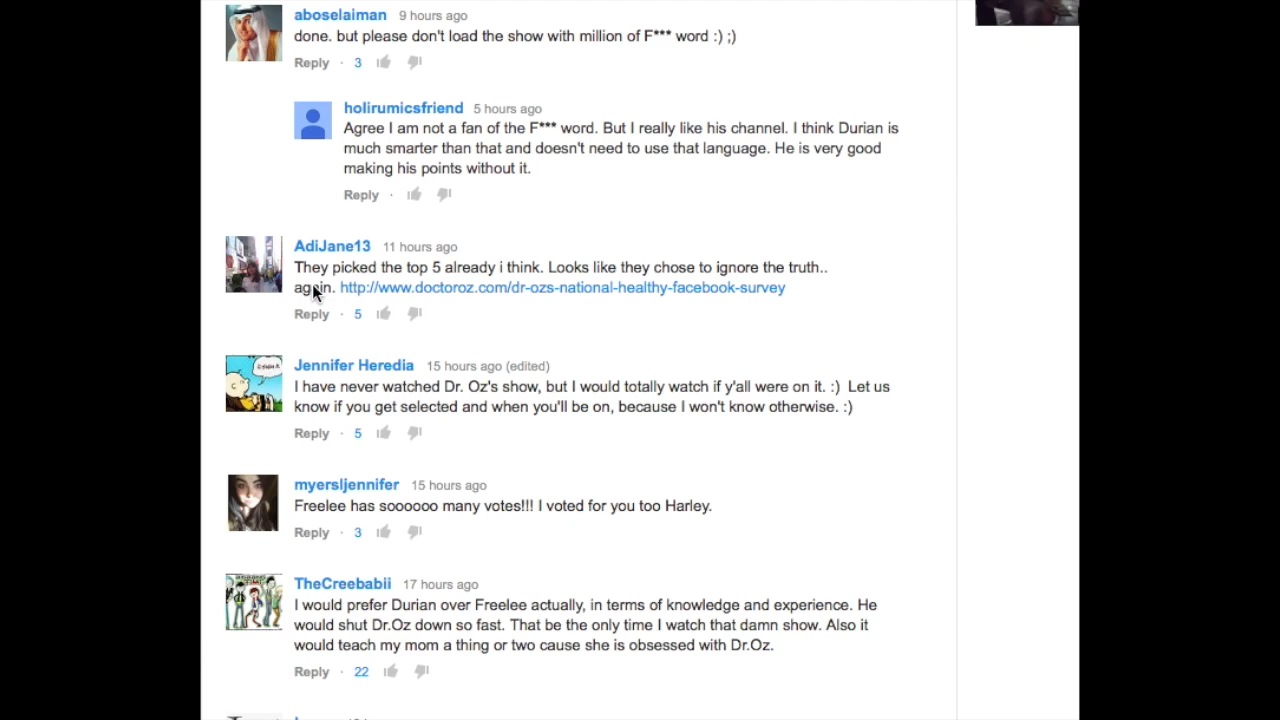 aboselaiman 9 hours ago
done. but please don't load the show with million of F*** word :) ;)
Reply · 3
holirumicsfriend 5 hours ago
Agree I am not a fan of the F*** word. But I really like his channel. I think Durian is
much smarter than that and doesn't need to use that language. He is very good
making his points without it.
Reply ·
AdiJane13 11 hours ago
They picked the top 5 already i think. Looks like they chose to ignore the truth..
again. http://www.doctoroz.com/dr-ozs-national-healthy-facebook-survey
Reply · 5
Jennifer Heredia 15 hours ago (edited)
I have never watched Dr. Oz's show, but I would totally watch if y'all were on it. :) Let us
know if you get selected and when you'll be on, because I won't know otherwise. :)
Reply · 5
myersljennifer 15 hours ago
Freelee has soooooo many votes!!! I voted for you too Harley.
Reply · 3
TheCreebabii 17 hours ago
I would prefer Durian over Freelee actually, in terms of knowledge and experience. He
would shut Dr.Oz down so fast. That be the only time I watch that damn show. Also it
would teach my mom a thing or two cause she is obsessed with Dr.Oz.
Reply · 22